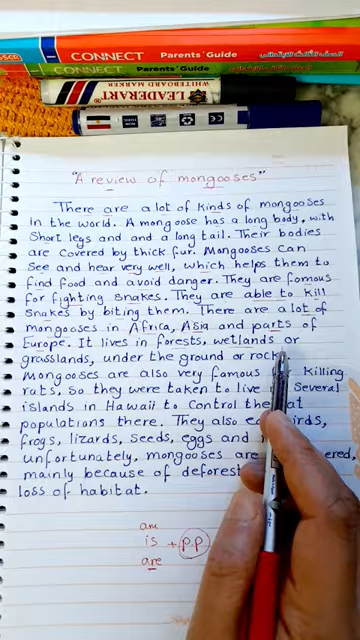 CONNECT Parents' Guide
CONNECT Parents' Guide
LEADERART WHITEBOARD MARKER
"A review of mongooses"
There are a lot of kinds of mongooses
in the world. A mongoose has a long body, with
Short legs and and a long tail. Their bodies
are covered by thick fur. Mongooses can
See and hear very well, which helps them to
find food and avoid danger. They are famous
for fighting snakes. They are able to kill
Snakes by biting them. There are a lot of
mongooses in Africa, Asia and parts of
Europe. It lives in forests, wetlands or
grasslands, under the ground or rock
Mongooses are also very famous killing
rats, So they were taken to live Several
islands in Hawaii to Control the at
populations there. They also irds,
frogs, lizards, seeds, eggs and
unfortunately, mongooses are ered,
mainly because of defores
loss of habitat.
am
is + p.p
are